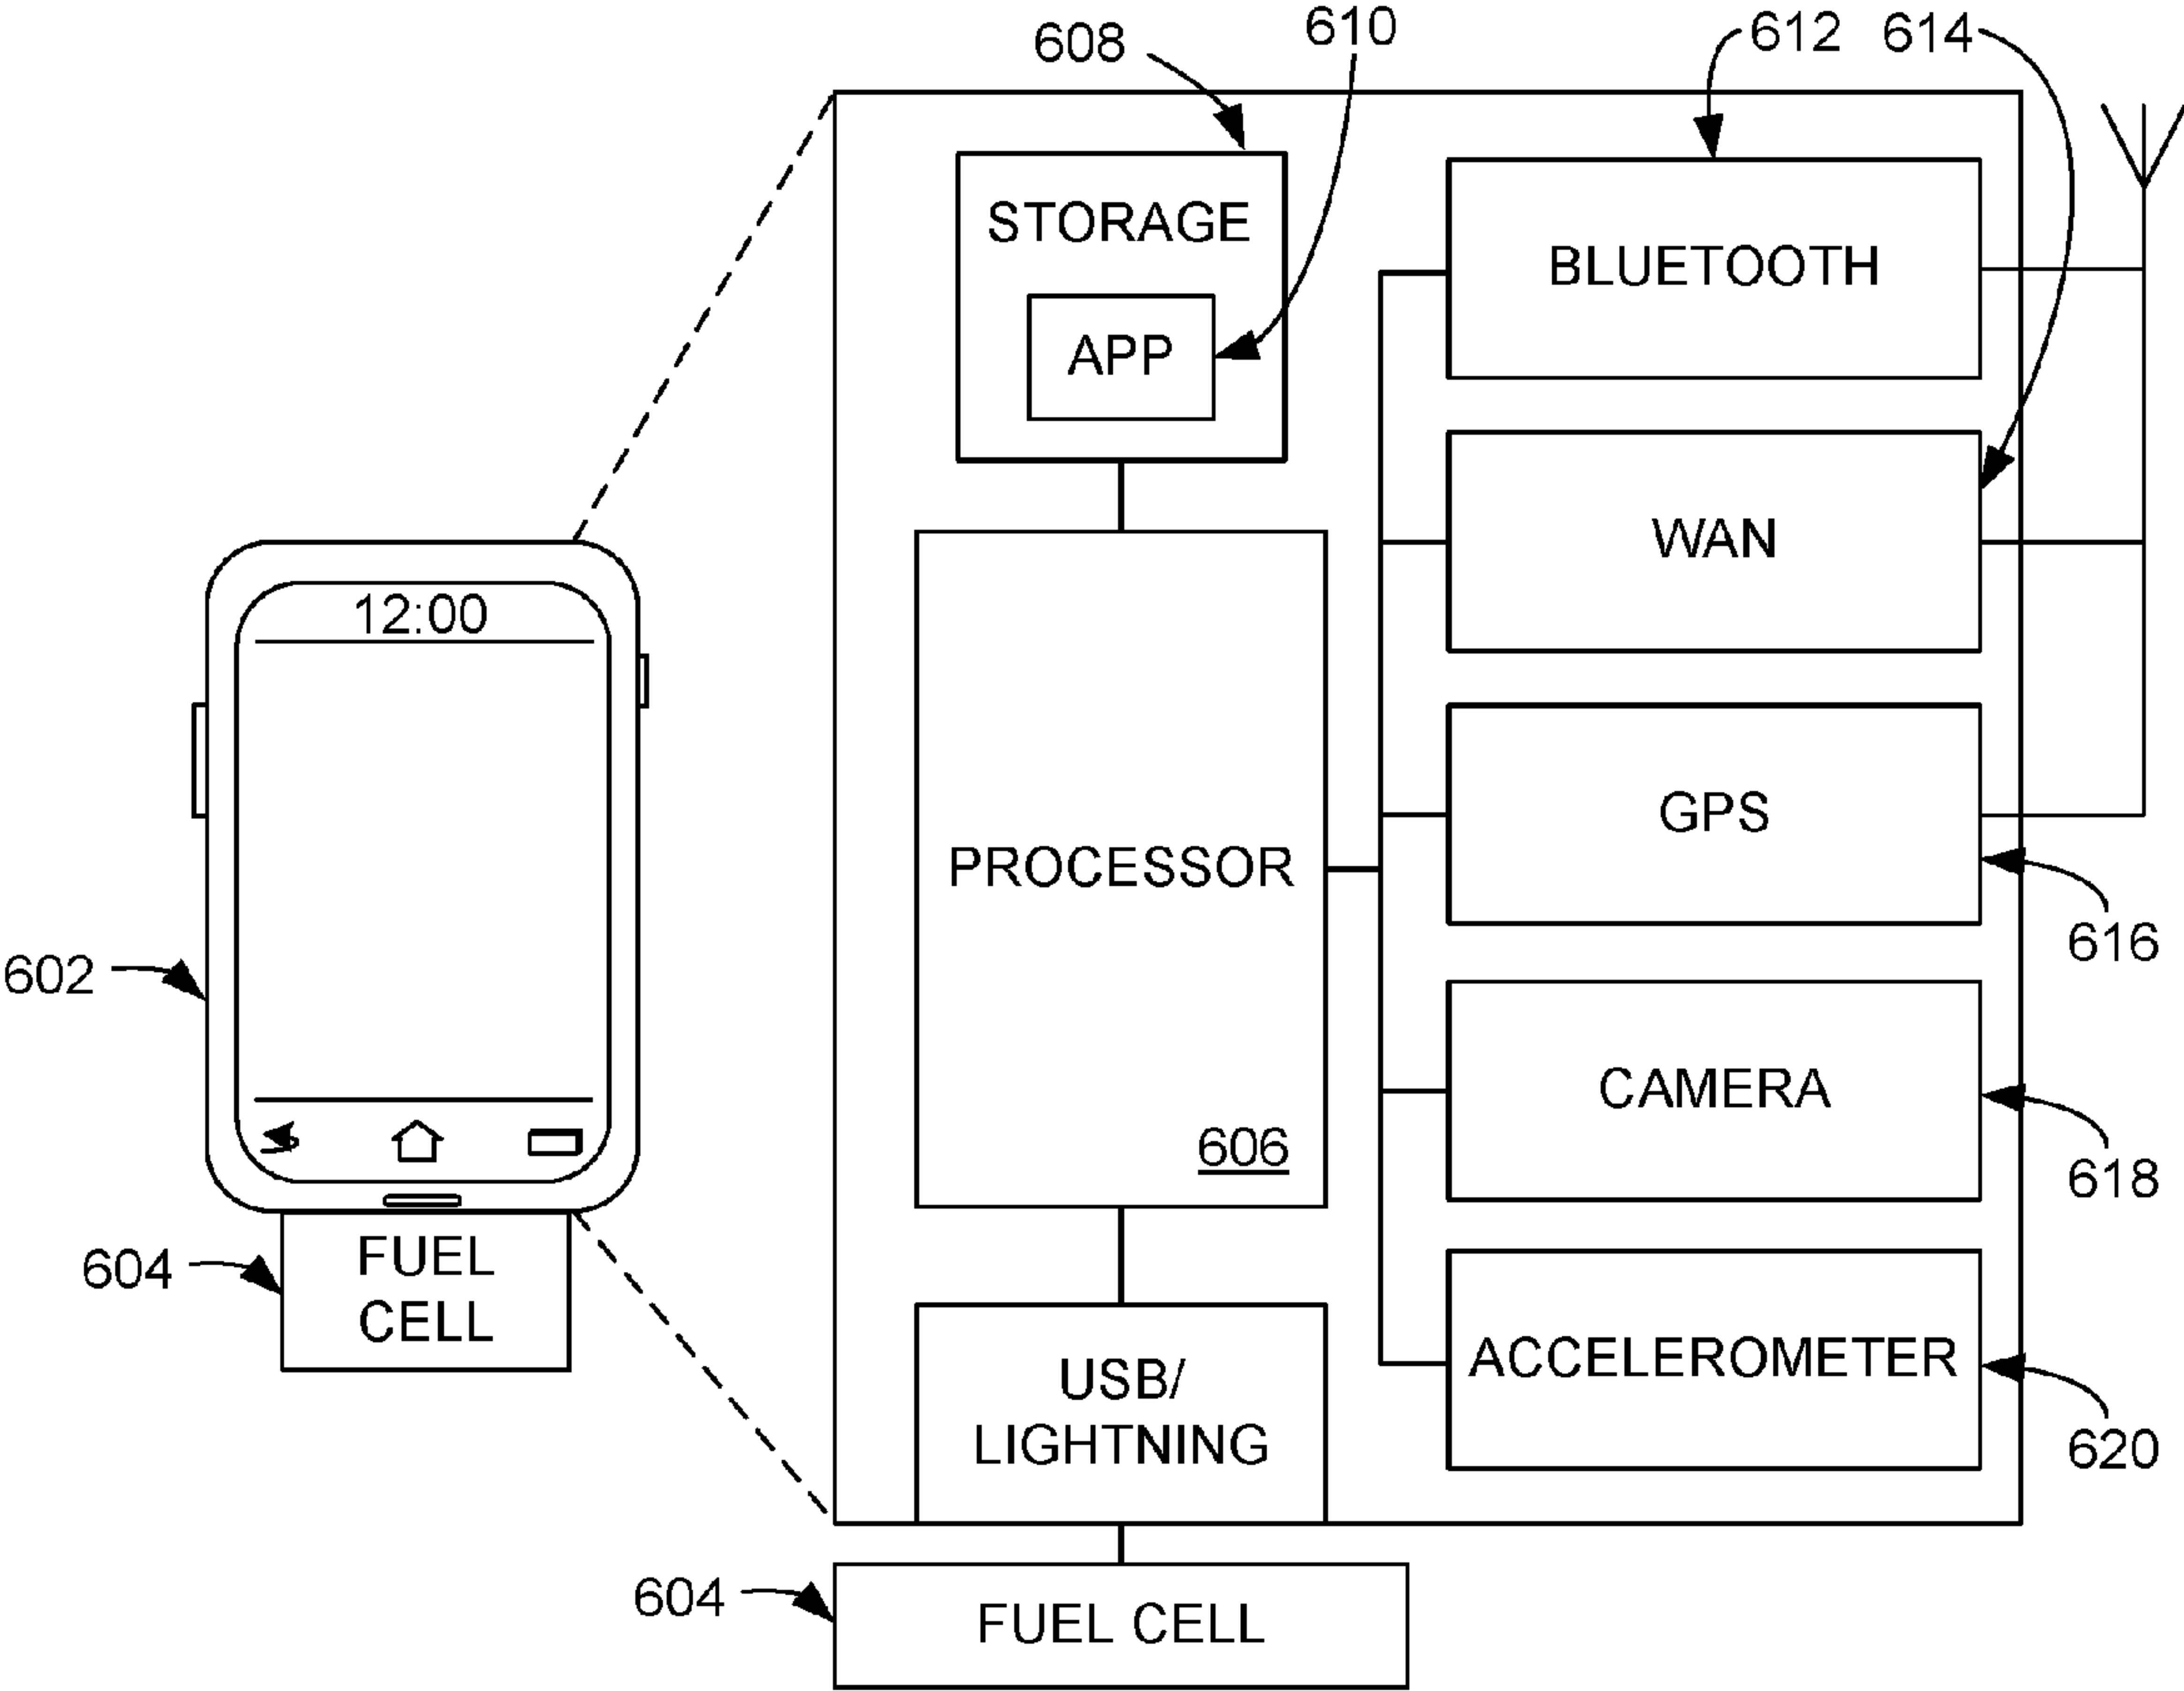 608
610
612
614
STORAGE
APP
BLUETOOTH
WAN
12:00
GPS
PROCESSOR
616
602
CAMERA
606
618
604
FUEL
CELL
USB/
LIGHTNING
ACCELEROMETER
620
604
FUEL CELL